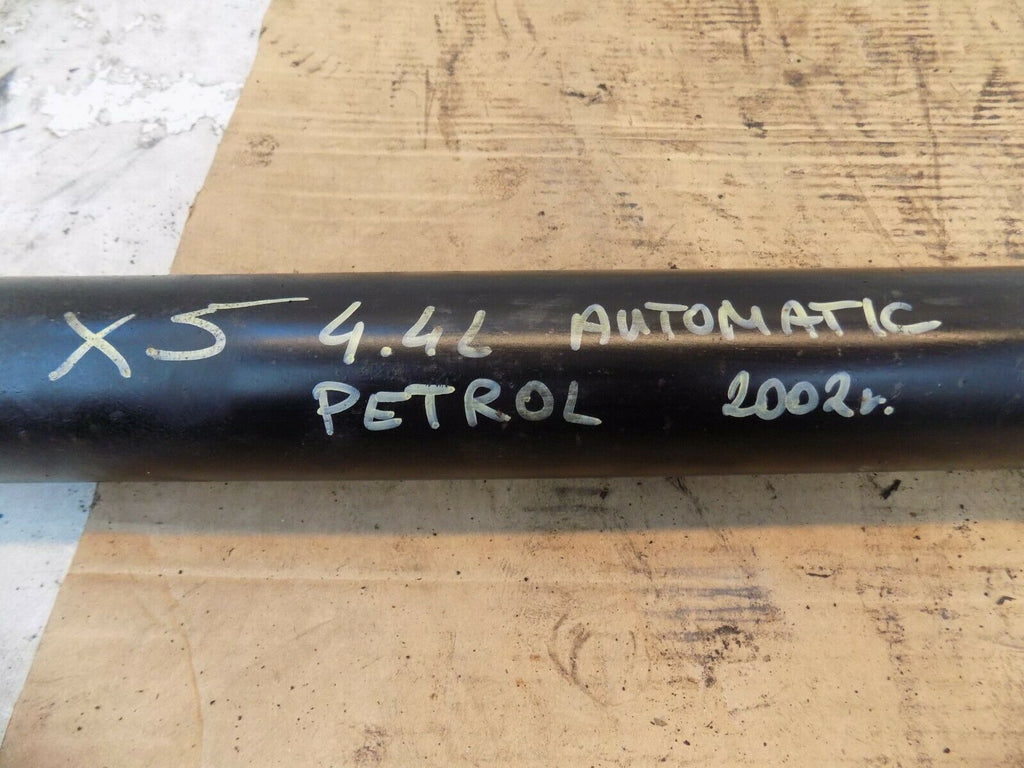 X5 4.4L AUTOMATIC
PETROL 2002r.